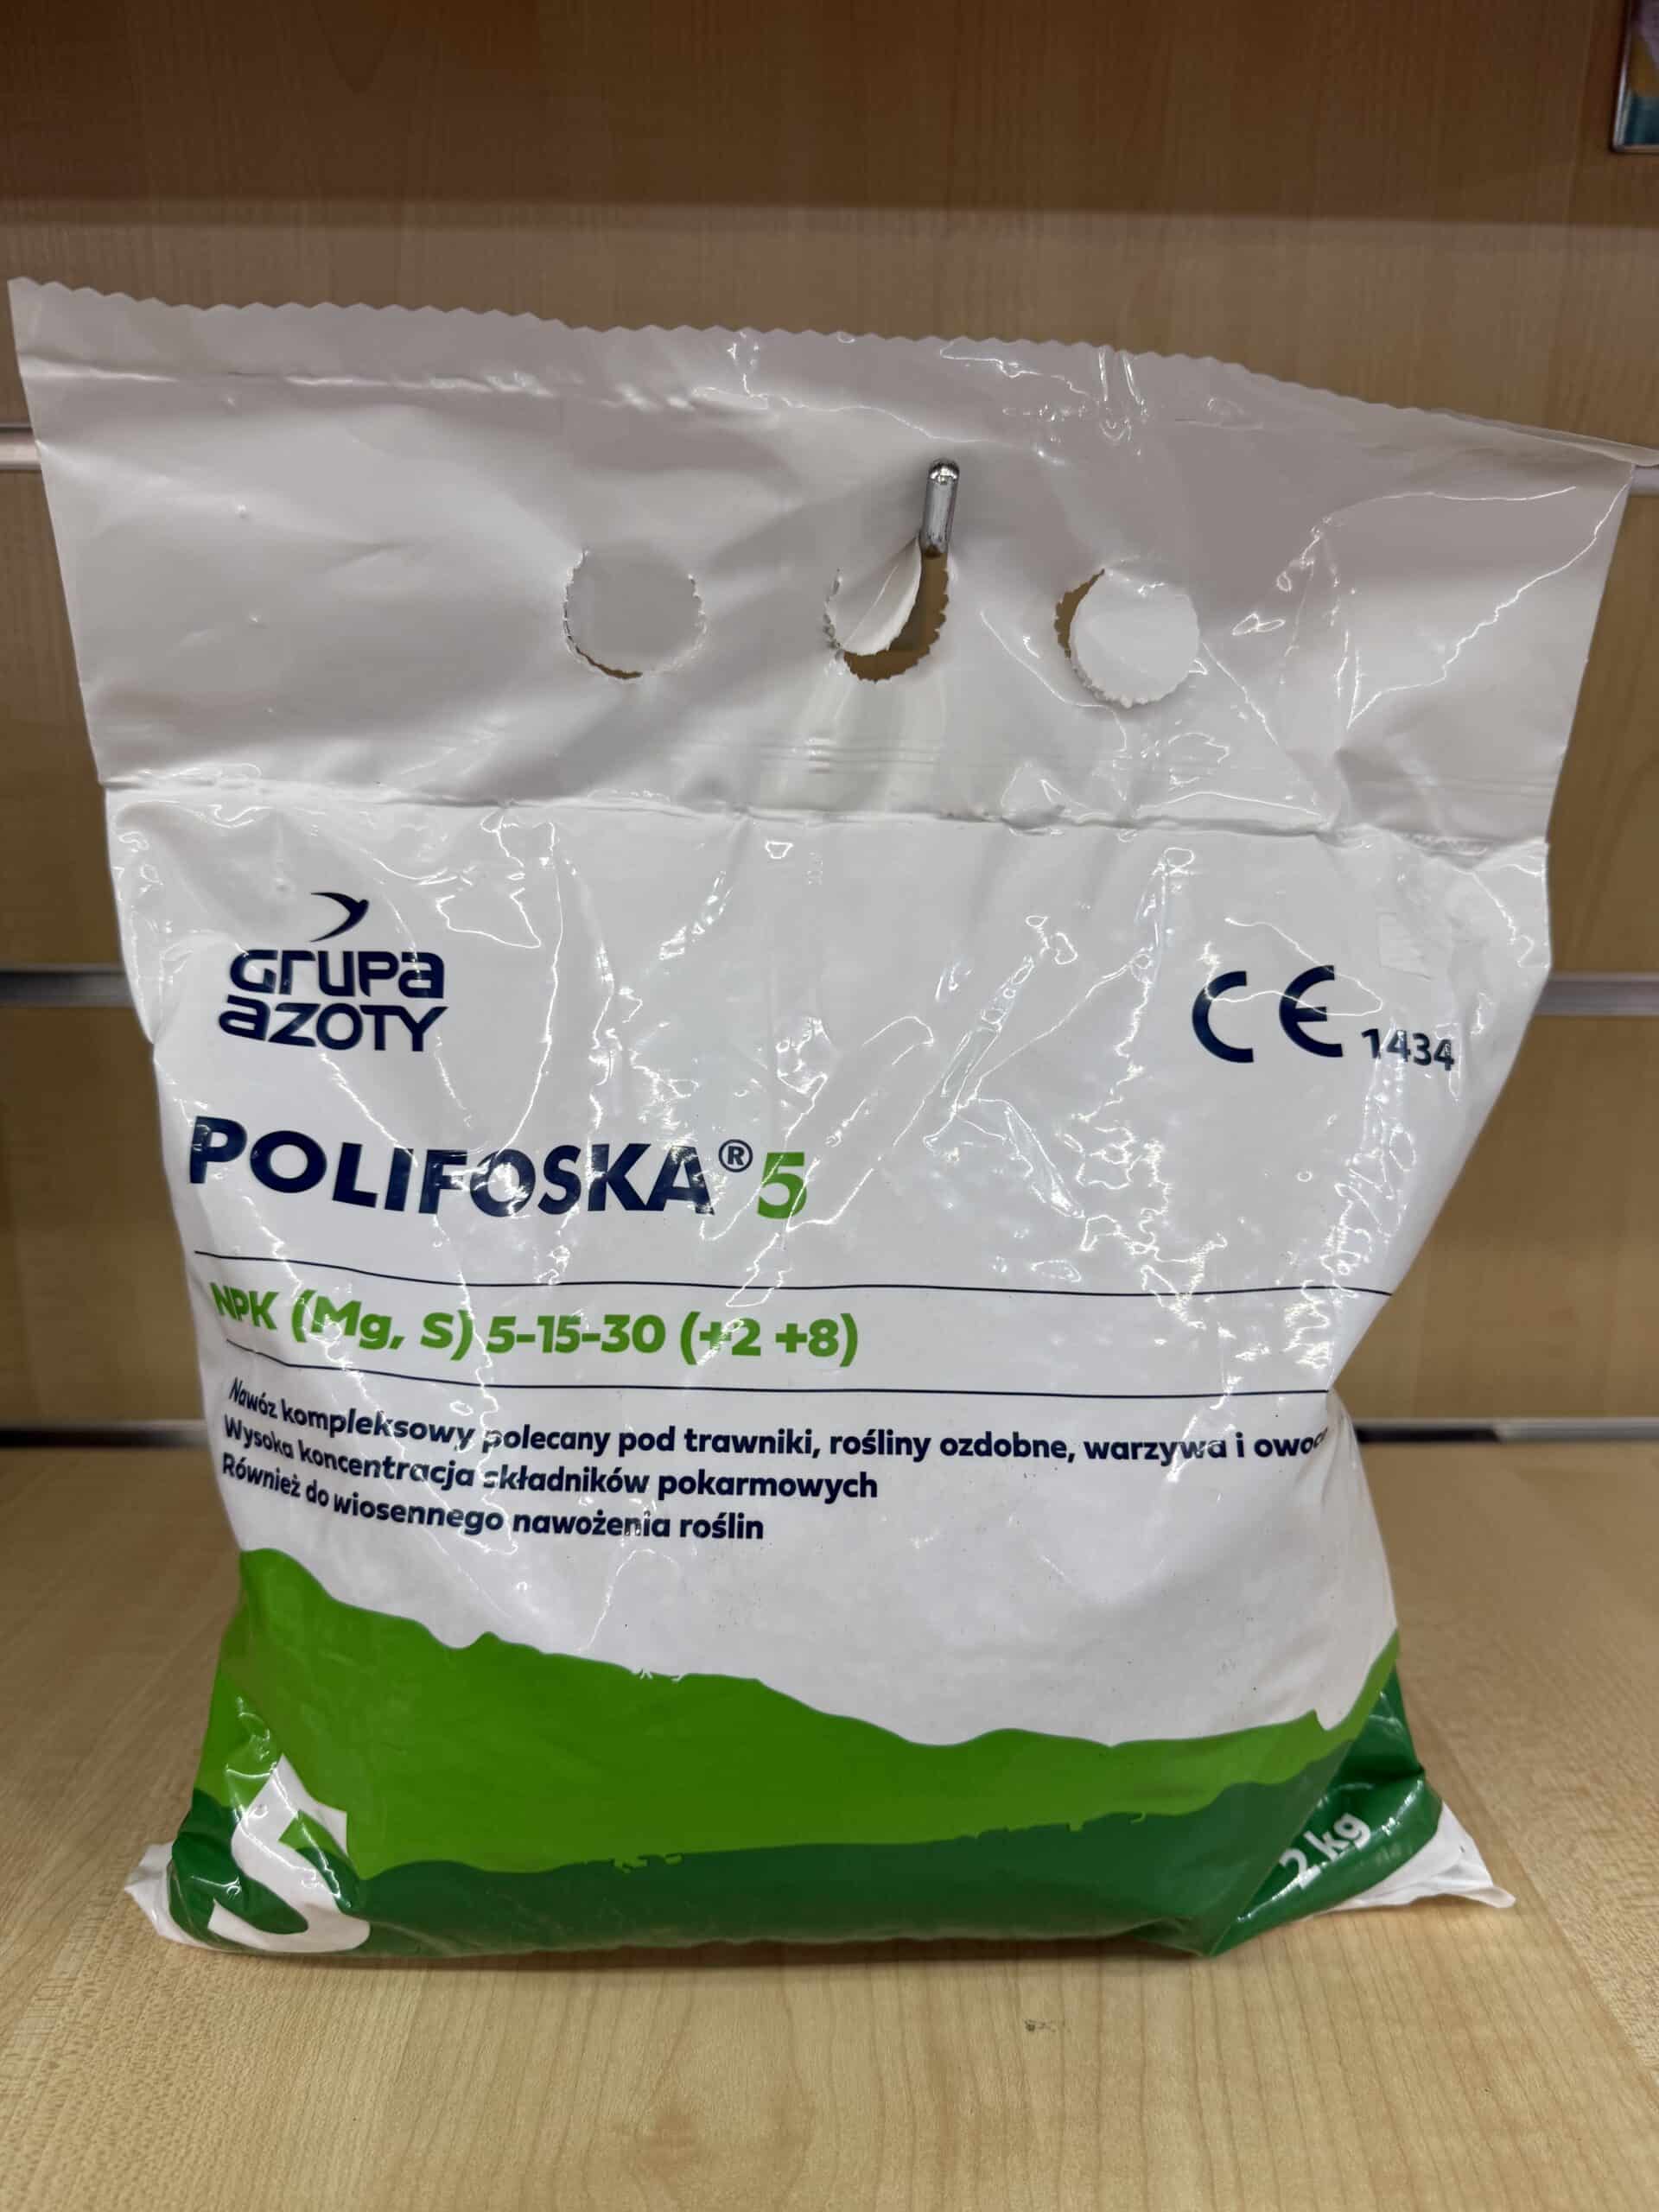 GRUPA
AZOTY
CE 1434
POLIFOSKA® 5
NPK (Mg, S) 5-15-30 (+2 +8)
Nawóz kompleksowy polecany pod trawniki, rośliny ozdobne, warzywa i owoce
Wysoka koncentracja składników pokarmowych
Również do wiosennego nawożenia roślin
5
2 kg